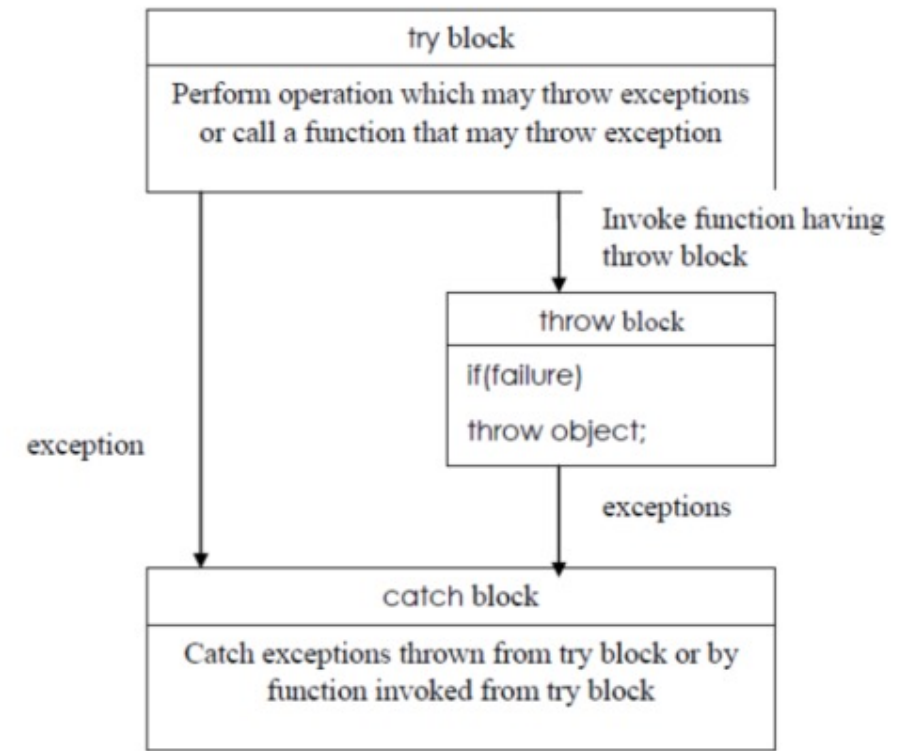 try block
Perform operation which may throw exceptions
or call a function that may throw exception
Invoke function having
throw block
throw block
if(failure)
throw object;
exception
exceptions
catch block
Catch exceptions thrown from try block or by
function invoked from try block